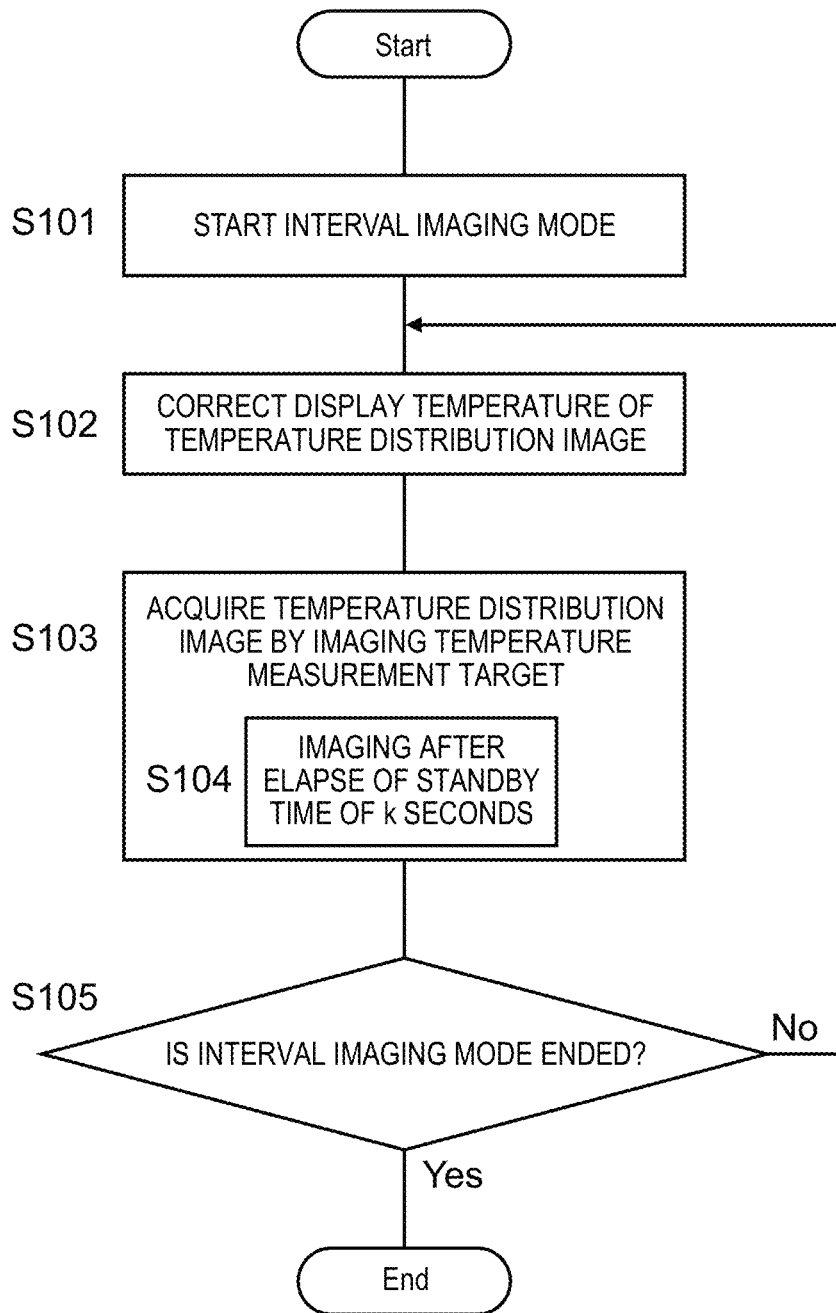 Start
S101
START INTERVAL IMAGING MODE
S102
CORRECT DISPLAY TEMPERATURE OF
TEMPERATURE DISTRIBUTION IMAGE
S103
ACQUIRE TEMPERATURE DISTRIBUTION
IMAGE BY IMAGING TEMPERATURE
MEASUREMENT TARGET
S104
IMAGING AFTER
ELAPSE OF STANDBY
TIME OF k SECONDS
S105
IS INTERVAL IMAGING MODE ENDED?
No
Yes
End